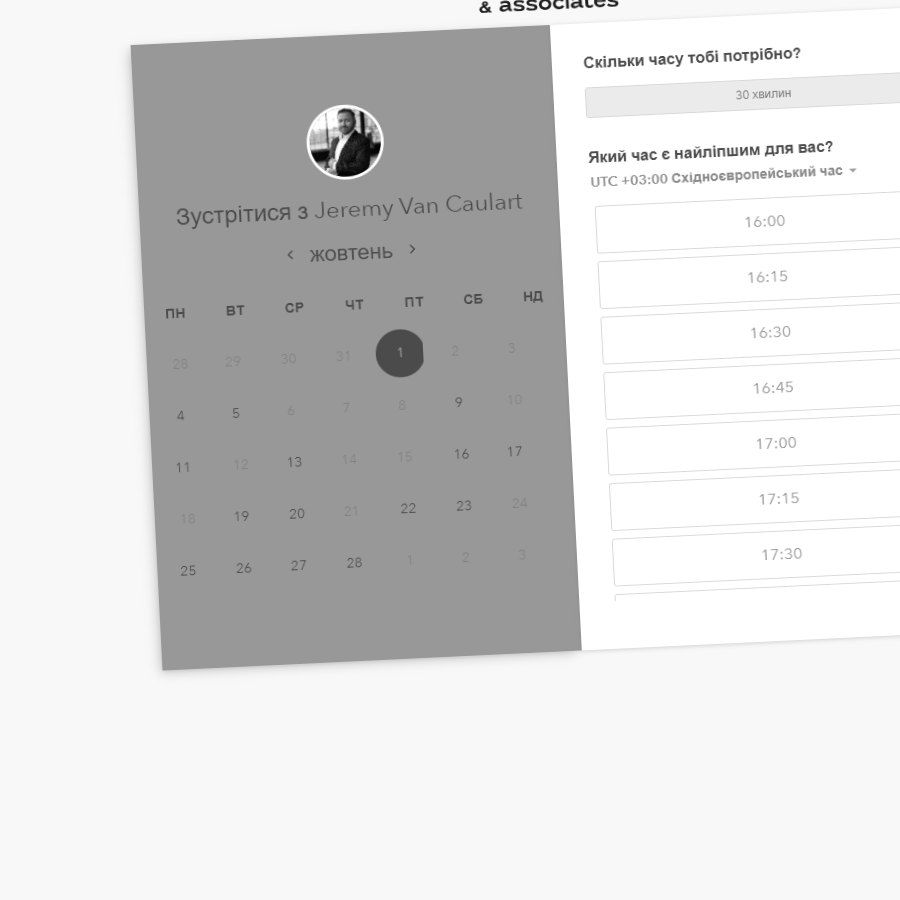 & associates
Зустрітися з Jeremy Van Caulart
‹ жовтень ›
ПН ВТ СР ЧТ ПТ СБ НД
28 29 30 31 1 2 3
4 5 6 7 8 9 10
11 12 13 14 15 16 17
18 19 20 21 22 23 24
25 26 27 28 1 2 3
Скільки часу тобі потрібно?
30 хвилин
Який час є найліпшим для вас?
UTC +03:00 Східноєвропейський час
16:00
16:15
16:30
16:45
17:00
17:15
17:30